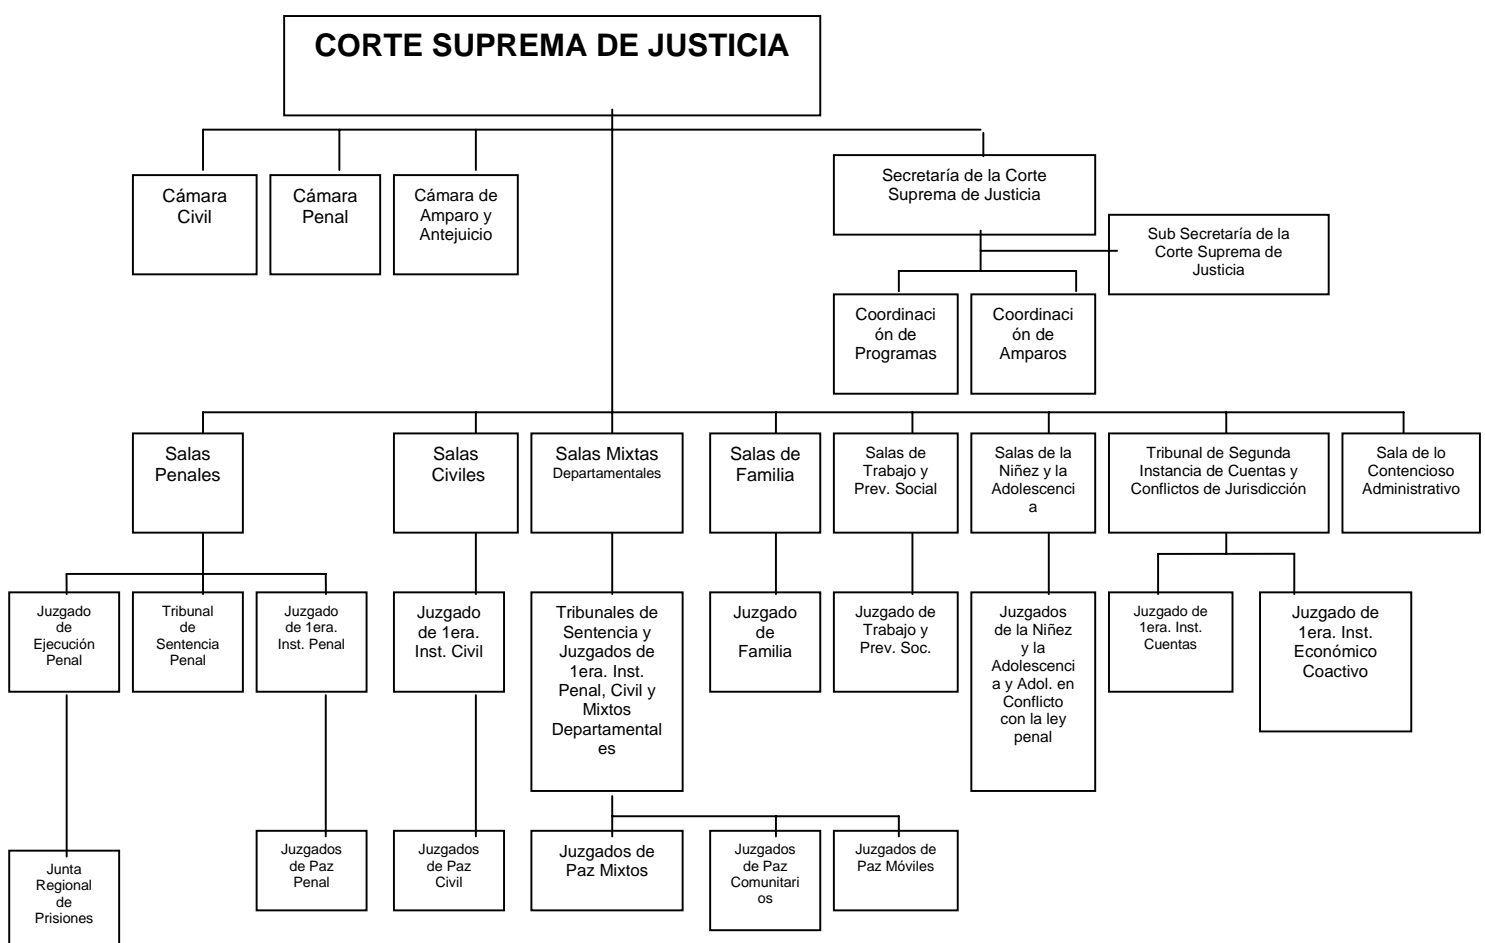 CORTE SUPREMA DE JUSTICIA
Cámara
Civil
Cámara
Penal
Cámara de
Amparo y
Antejuicio
Secretaría de la Corte
Suprema de Justicia
Sub Secretaría de la
Corte Suprema de
Justicia
Coordinaci
ón de
Programas
Coordinaci
ón de
Amparos
Salas
Penales
Salas
Civiles
Salas Mixtas
Departamentales
Salas de
Familia
Salas de
Trabajo y
Prev. Social
Salas de la
Niñez y la
Adolescenci
a
Tribunal de Segunda
Instancia de Cuentas y
Conflictos de Jurisdicción
Sala de lo
Contencioso
Administrativo
Juzgado
de
Ejecución
Penal
Tribunal
de
Sentencia
Penal
Juzgado
de 1era.
Inst. Penal
Juzgado
de 1era.
Inst. Civil
Tribunales de
Sentencia y
Juzgados de
1era. Inst.
Penal, Civil y
Mixtos
Departamental
es
Juzgado
de
Familia
Juzgado de
Trabajo y
Prev. Soc.
Juzgados
de la Niñez
y la
Adolescenci
a y Adol. en
Conflicto
con la ley
penal
Juzgado de
1era. Inst.
Cuentas
Juzgado de
1era. Inst.
Económico
Coactivo
Junta
Regional
de
Prisiones
Juzgados
de Paz
Penal
Juzgados
de Paz
Civil
Juzgados de
Paz Mixtos
Juzgados
de Paz
Comunitari
os
Juzgados de
Paz Móviles